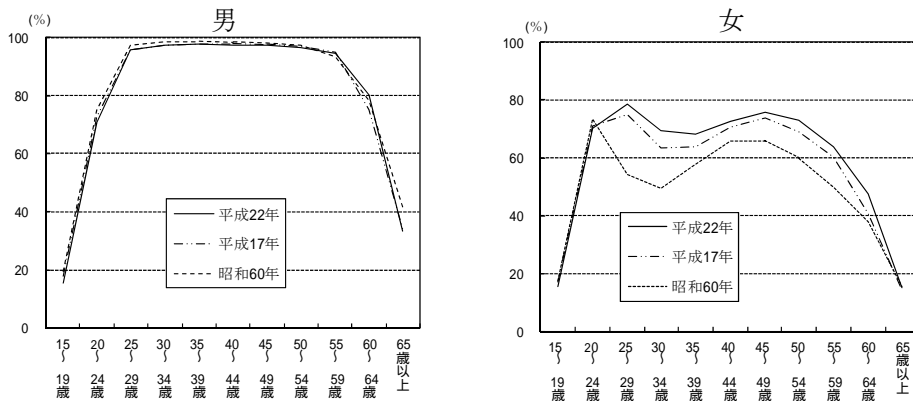 男
(%)
100
80
60
40
20
0
平成22年
平成17年
昭和60年
15～19歳
20～24歳
25～29歳
30～34歳
35～39歳
40～44歳
45～49歳
50～54歳
55～59歳
60～64歳
65歳以上
女
(%)
100
80
60
40
20
0
平成22年
平成17年
昭和60年
15～19歳
20～24歳
25～29歳
30～34歳
35～39歳
40～44歳
45～49歳
50～54歳
55～59歳
60～64歳
65歳以上